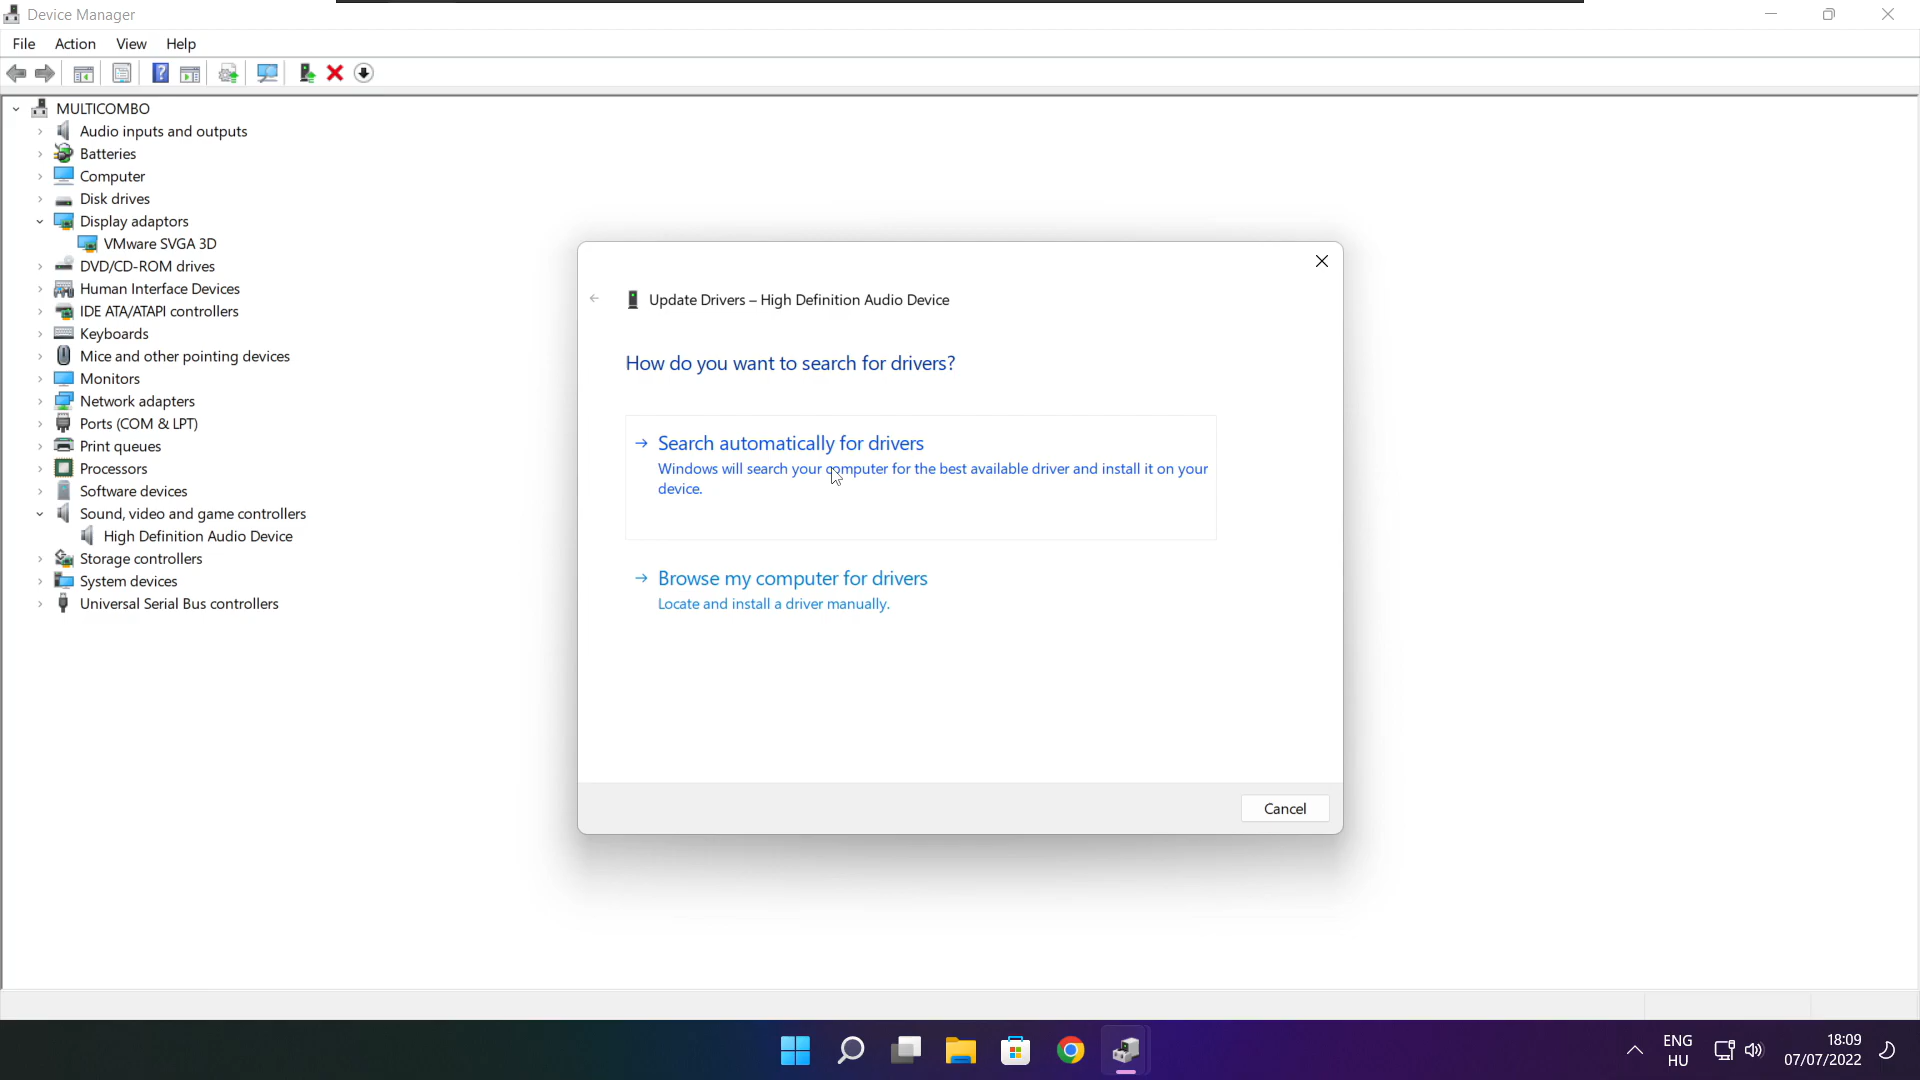 Device Manager
File Action View Help
MULTICOMBO
Audio inputs and outputs
Batteries
Computer
Disk drives
Display adaptors
VMware SVGA 3D
DVD/CD-ROM drives
Human Interface Devices
IDE ATA/ATAPI controllers
Keyboards
Mice and other pointing devices
Monitors
Network adapters
Ports (COM & LPT)
Print queues
Processors
Software devices
Sound, video and game controllers
High Definition Audio Device
Storage controllers
System devices
Universal Serial Bus controllers
Update Drivers – High Definition Audio Device
How do you want to search for drivers?
Search automatically for drivers
Windows will search your computer for the best available driver and install it on your
device.
Browse my computer for drivers
Locate and install a driver manually.
Cancel
ENG
HU
18:09
07/07/2022